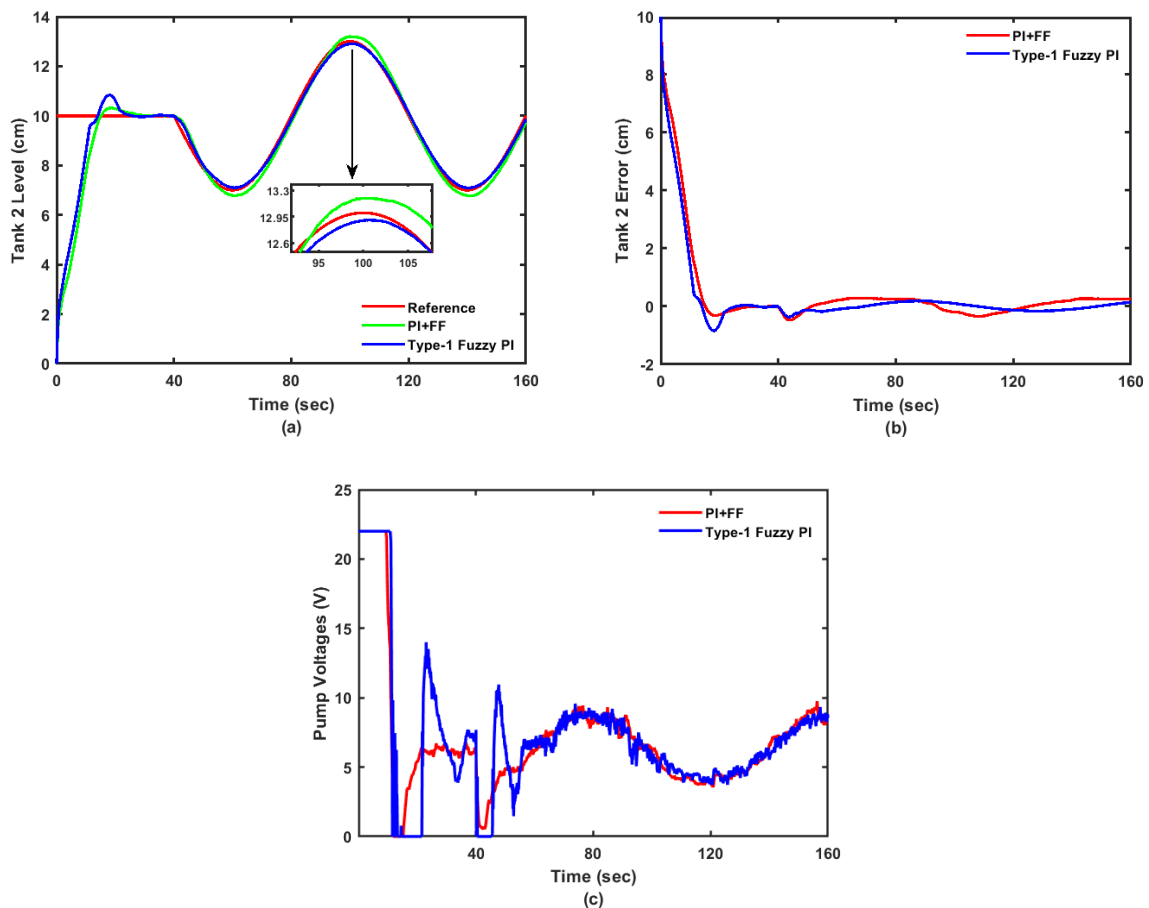 14
12
10
8
6
4
2
0
Tank 2 Level (cm)
13.3
12.95
12.6
95 100 105
Reference
PI+FF
Type-1 Fuzzy PI
0 40 80 120 160
Time (sec)
(a)
10
8
6
4
2
0
-2
Tank 2 Error (cm)
PI+FF
Type-1 Fuzzy PI
0 40 80 120 160
Time (sec)
(b)
25
20
15
10
5
0
Pump Voltages (V)
PI+FF
Type-1 Fuzzy PI
40 80 120 160
Time (sec)
(c)